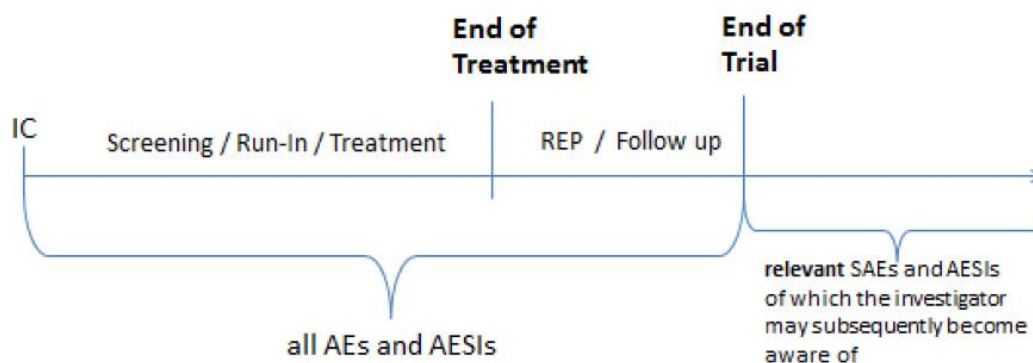 End of
Treatment
End of
Trial
IC
Screening / Run-In / Treatment
REP / Follow up
all AEs and AESIs
relevant SAEs and AESIs
of which the investigator
may subsequently become
aware of